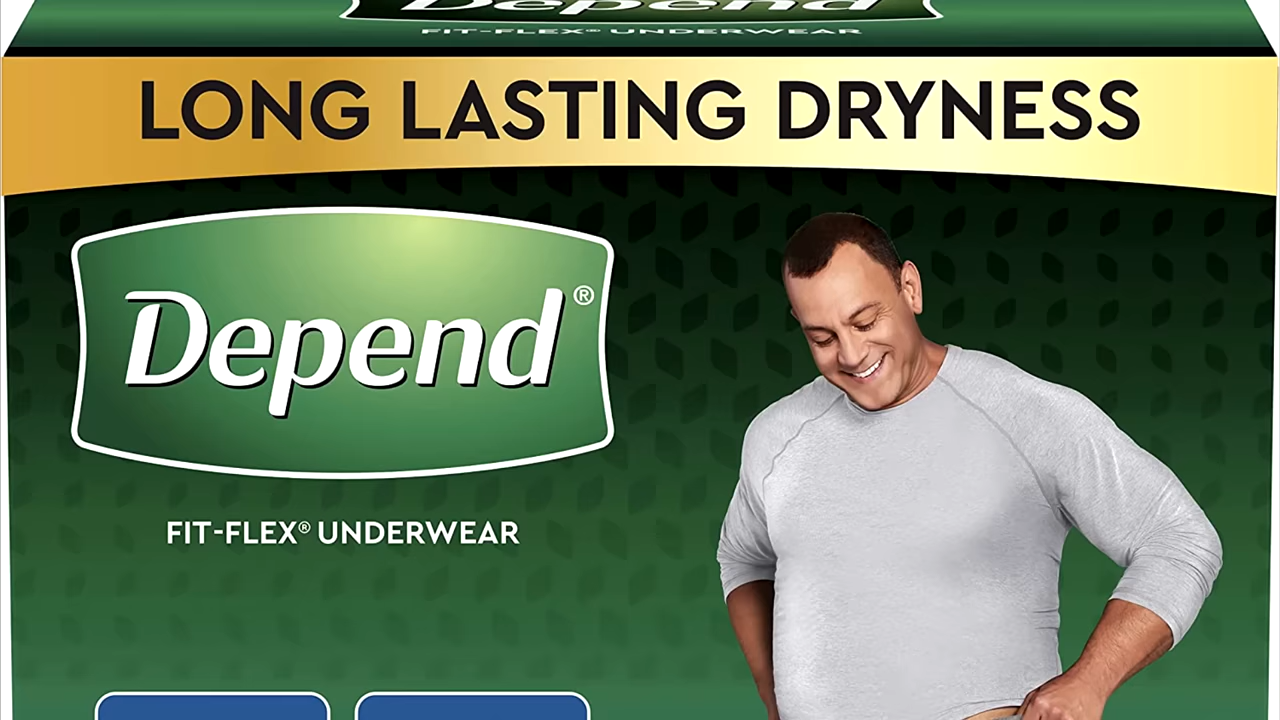 Depend
FIT-FLEX® UNDERWEAR
LONG LASTING DRYNESS
Depend®
FIT-FLEX® UNDERWEAR